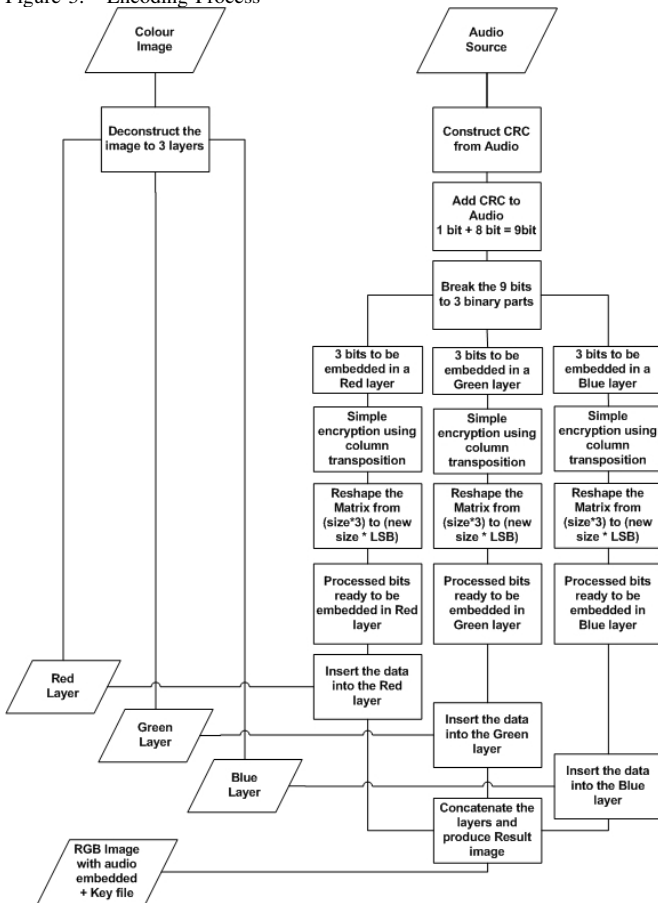 Figure 3. Encoding Process
Colour
Image
Audio
Source
Deconstruct the
image to 3 layers
Construct CRC
from Audio
Add CRC to
Audio
1 bit + 8 bit = 9bit
Break the 9 bits
to 3 binary parts
3 bits to be
embedded in a
Red layer
3 bits to be
embedded in a
Green layer
3 bits to be
embedded in a
Blue layer
Simple
encryption using
column
transposition
Simple
encryption using
column
transposition
Simple
encryption using
column
transposition
Reshape the
Matrix from
(size*3) to (new
size * LSB)
Reshape the
Matrix from
(size*3) to (new
size * LSB)
Reshape the
Matrix from
(size*3) to (new
size * LSB)
Processed bits
ready to be
embedded in Red
layer
Processed bits
ready to be
embedded in
Green layer
Processed bits
ready to be
embedded in
Blue layer
Red
Layer
Insert the data
into the Red
layer
Green
Layer
Insert the data
into the Green
layer
Blue
Layer
Insert the data
into the Blue
layer
Concatenate the
layers and
produce Result
image
RGB Image
with audio
embedded
+ Key file